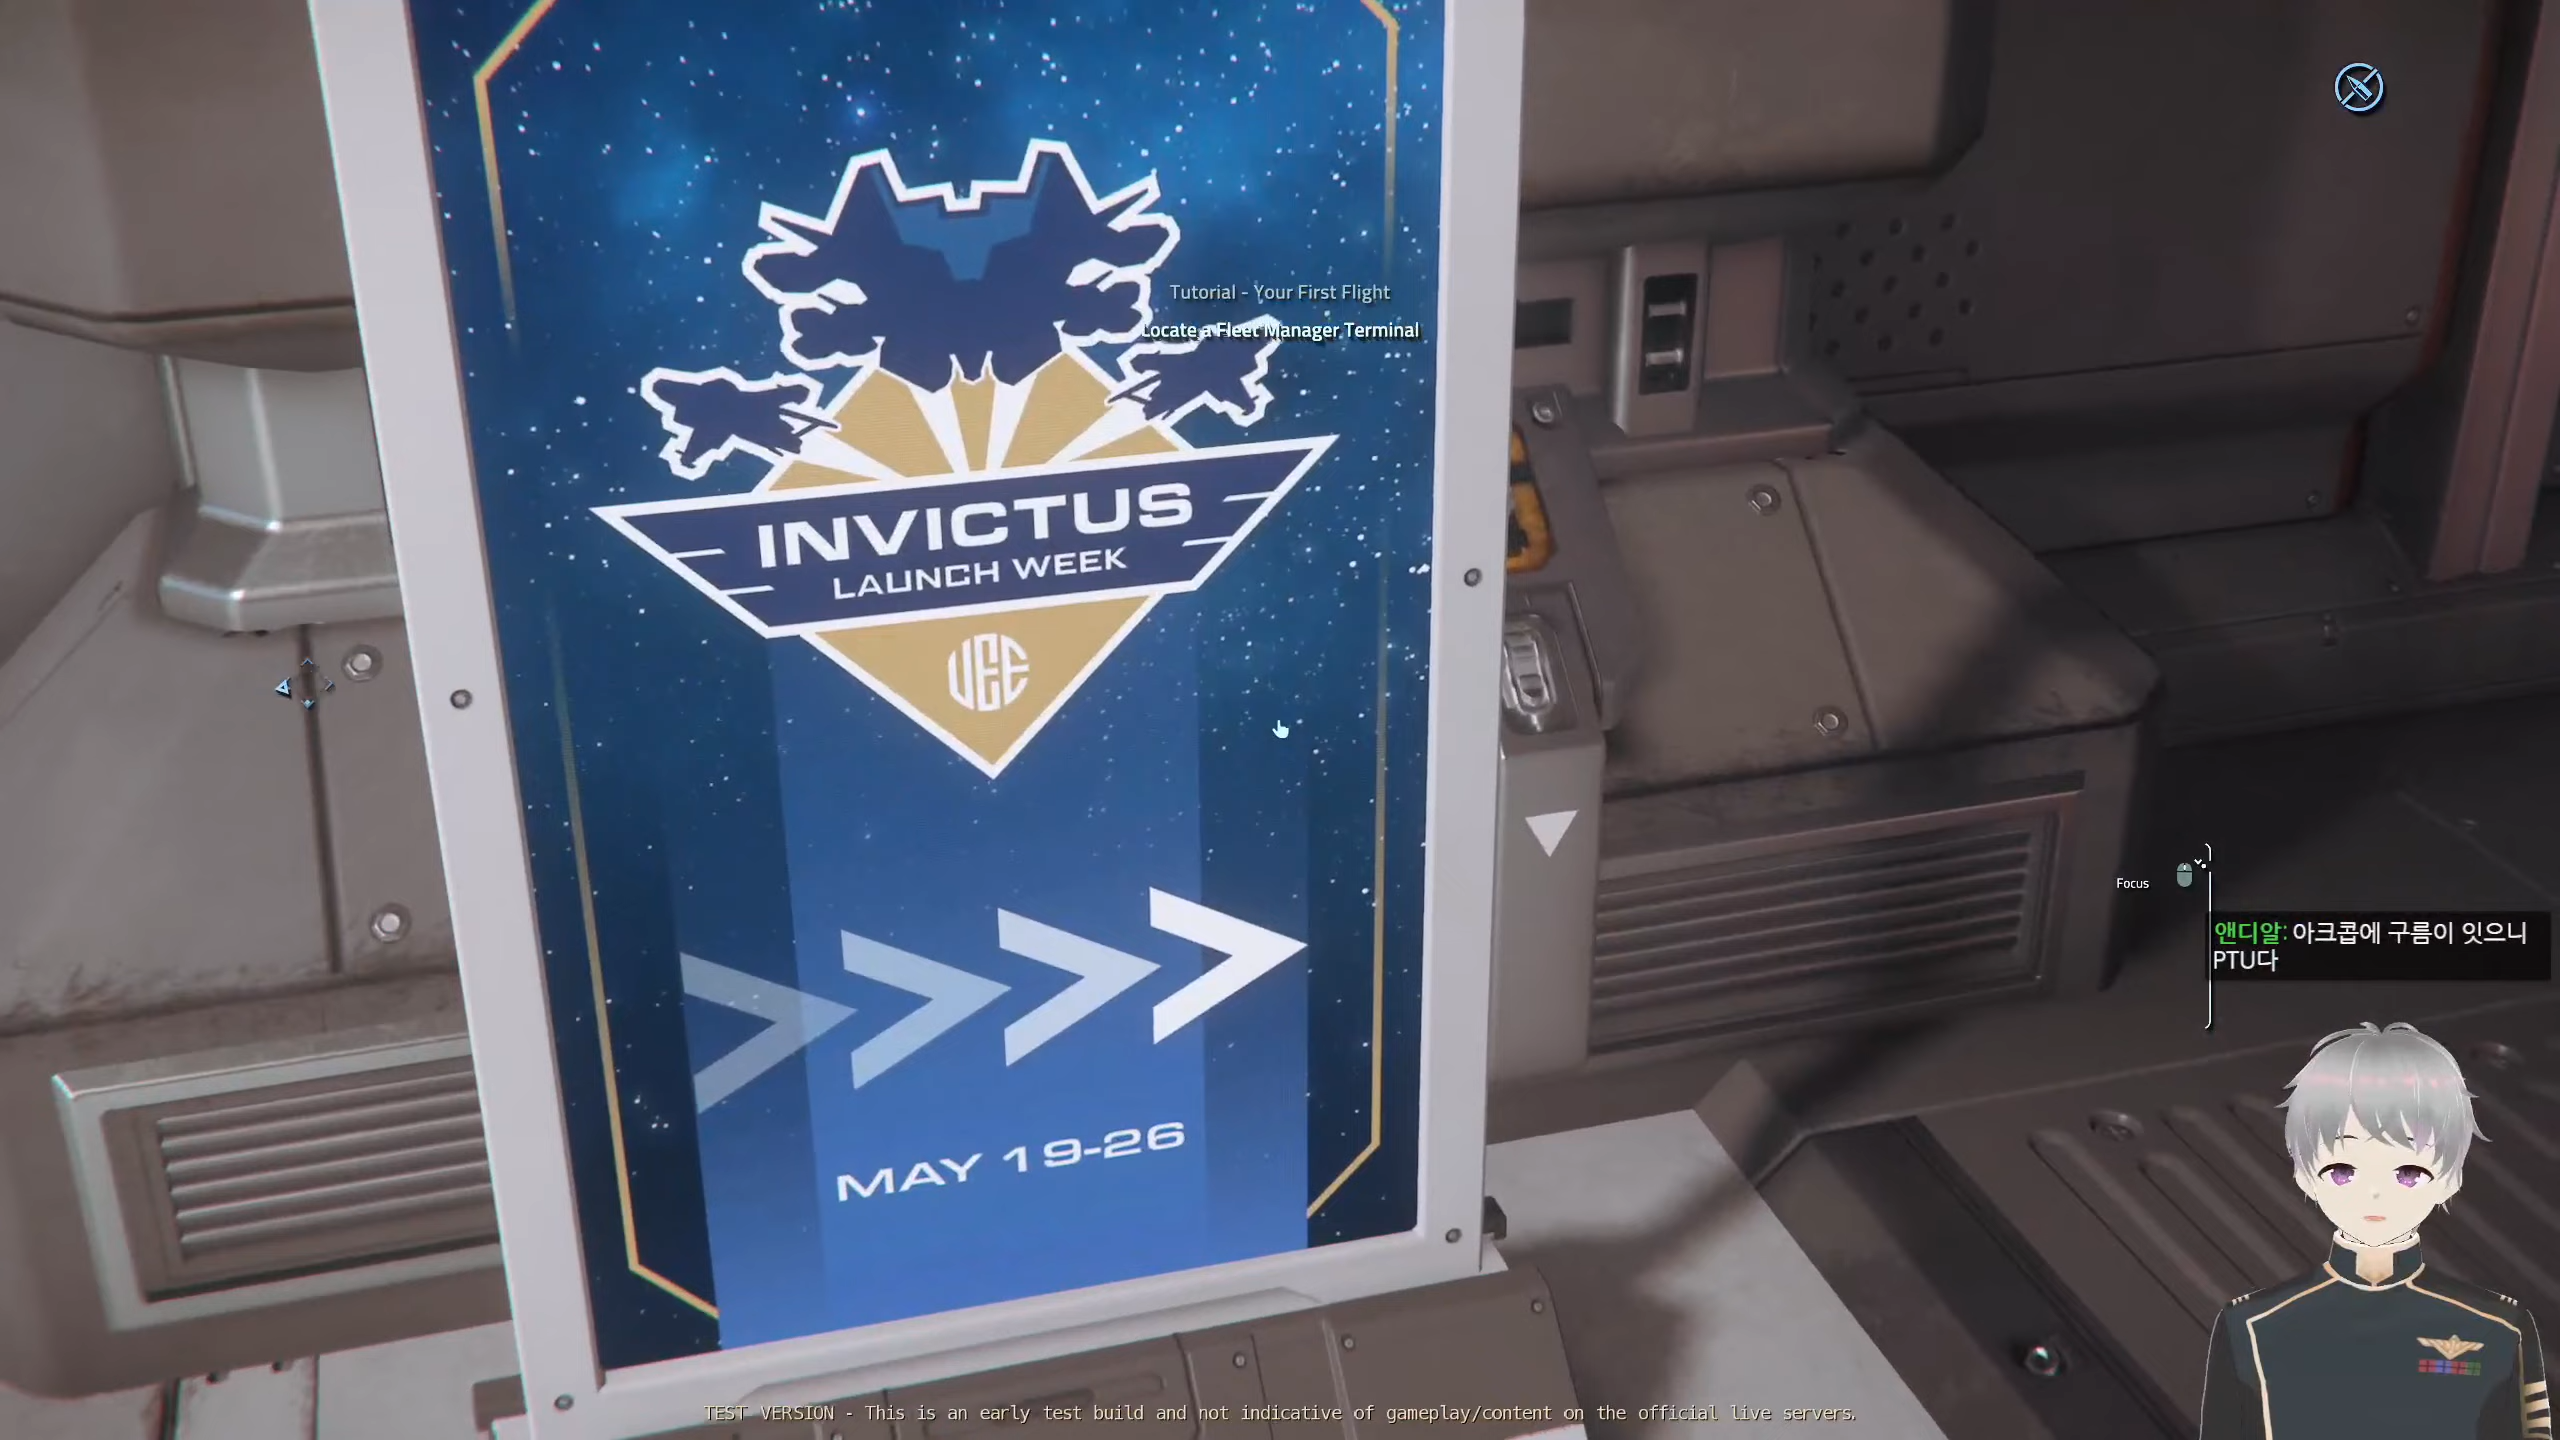 Tutorial - Your First Flight
Locate a Fleet Manager Terminal
INVICTUS
LAUNCH WEEK
UEE
MAY 19-26
Focus
앤디알: 아크콥에 구름이 잇으니
PTU다
TEST VERSION - This is an early test build and not indicative of gameplay/content on the official live servers.